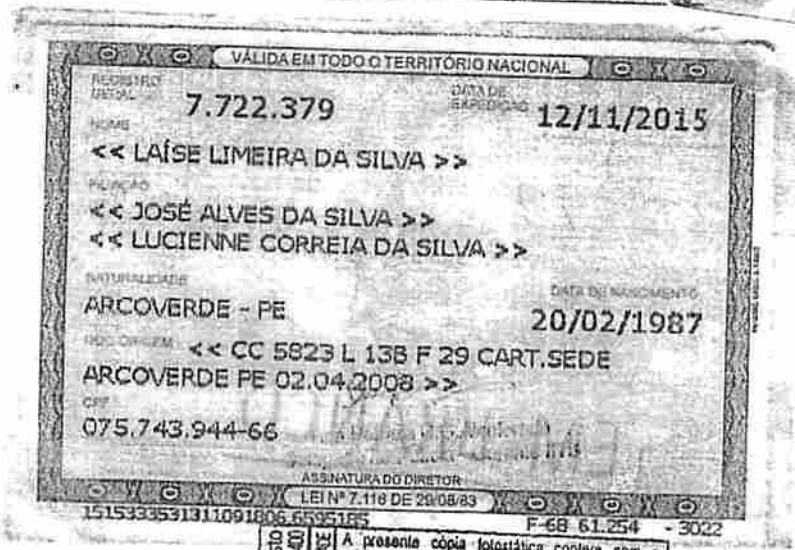 VÁLIDA EM TODO O TERRITÓRIO NACIONAL
REGISTRO GERAL 7.722.379 DATA DE EXPEDIÇÃO 12/11/2015
NOME
<< LAÍSE LIMEIRA DA SILVA >>
FILIAÇÃO
<< JOSÉ ALVES DA SILVA >>
<< LUCIENNE CORREIA DA SILVA >>
NATURALIDADE DATA DE NASCIMENTO
ARCOVERDE - PE 20/02/1987
DOC ORIGEM << CC 5823 L 138 F 29 CART.SEDE
ARCOVERDE PE 02.04.2008 >>
CPF
075.743.944-66
ASSINATURA DO DIRETOR
LEI Nº 7.116 DE 29/08/83
1515333531311091806.6595185 F-68 61.254 - 3022
A presente cópia fotostática confere com